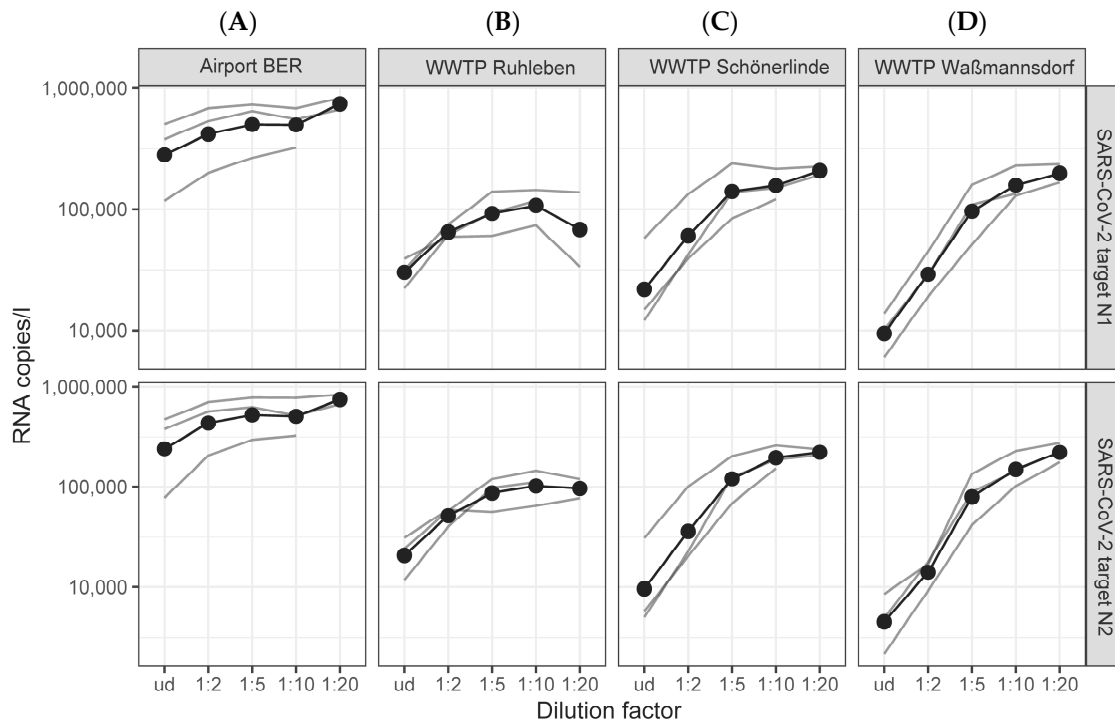 (A) (B) (C) (D)
Airport BER WWTP Ruhleben WWTP Schönerlinde WWTP Waßmannsdorf
1,000,000
100,000
10,000
SARS-CoV-2 target N1
RNA copies/l
1,000,000
100,000
10,000
SARS-CoV-2 target N2
ud 1:2 1:5 1:10 1:20 ud 1:2 1:5 1:10 1:20 ud 1:2 1:5 1:10 1:20 ud 1:2 1:5 1:10 1:20
Dilution factor